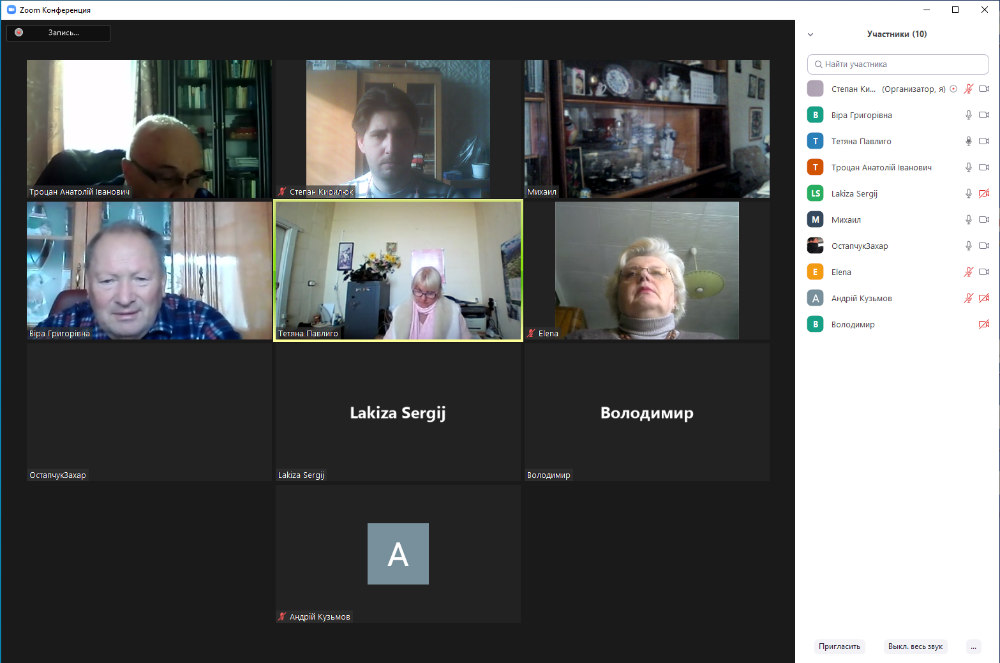 Zoom Конференция
Запись...
Троцан Анатолій Іванович
Степан Кирилюк
Михаил
Віра Григорівна
Тетяна Павлиго
Elena
ОстапчукЗахар
Lakiza Sergij
Lakiza Sergij
Володимир
Володимир
A
Андрій Кузьмов
Участники (10)
Найти участника
Степан Ки... (Организатор, я)
В Віра Григорівна
Т Тетяна Павлиго
Т Троцан Анатолій Іванович
LS Lakiza Sergij
М Михаил
ОстапчукЗахар
E Elena
А Андрій Кузьмов
В Володимир
Пригласить
Выкл. весь звук
...